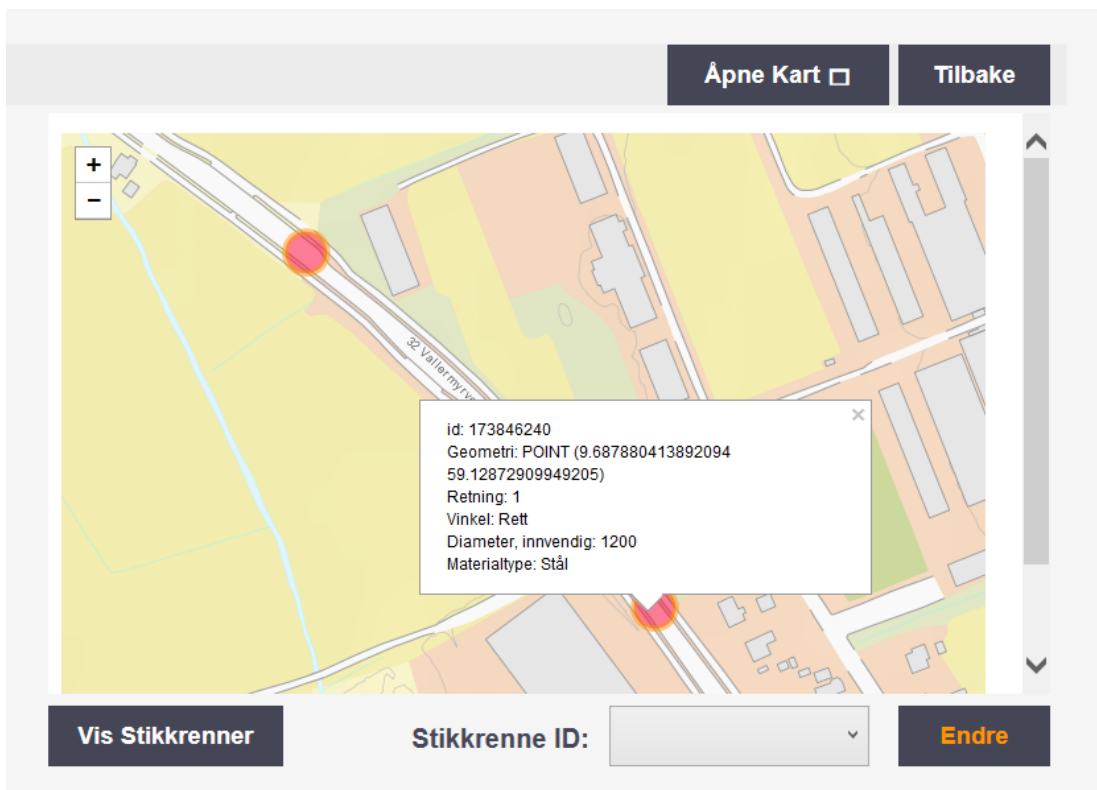 Åpne Kart
Tilbake
+
−
32 Vallermyrve
id: 173846240
Geometri: POINT (9.687880413892094
59.12872909949205)
Retning: 1
Vinkel: Rett
Diameter, innvendig: 1200
Materialtype: Stål
Vis Stikkrenner
Stikkrenne ID:
Endre